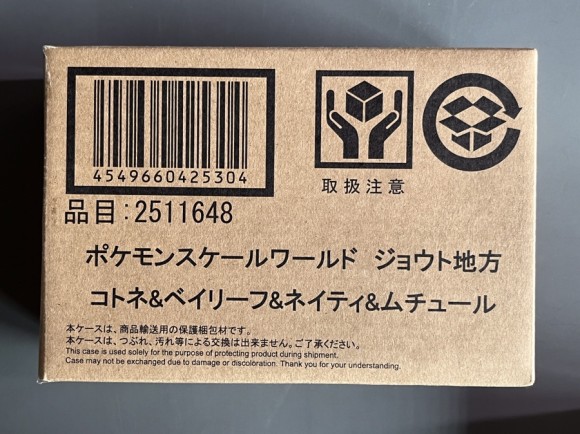 4549660425304
取扱注意
品目:2511648
ポケモンスケールワールド ジョウト地方
コトネ&ベイリーフ&ネイティ&ムチュール
本ケースは、商品輸送用の保護梱包材です。
本ケースは、つぶれ、汚れ等による交換は出来ません。ご了承ください。
This case is used solely for the purpose of protecting product during shipment.
Case may not be exchanged due to damage or discoloration. Thank you for your understanding.